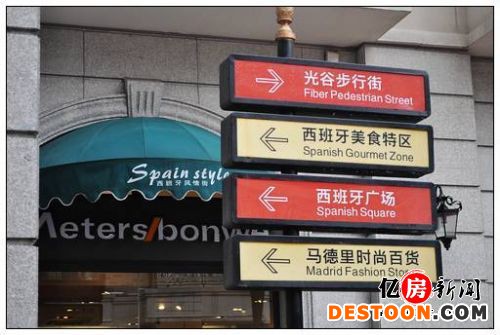 光谷步行街
Fiber Pedestrian Street
西班牙美食特区
Spanish Gourmet Zone
Spain style
西班牙风情街
西班牙广场
Spanish Square
Meters/bonwe
马德里时尚百货
Madrid Fashion Sto
亿房新闻
DESTOON.COM